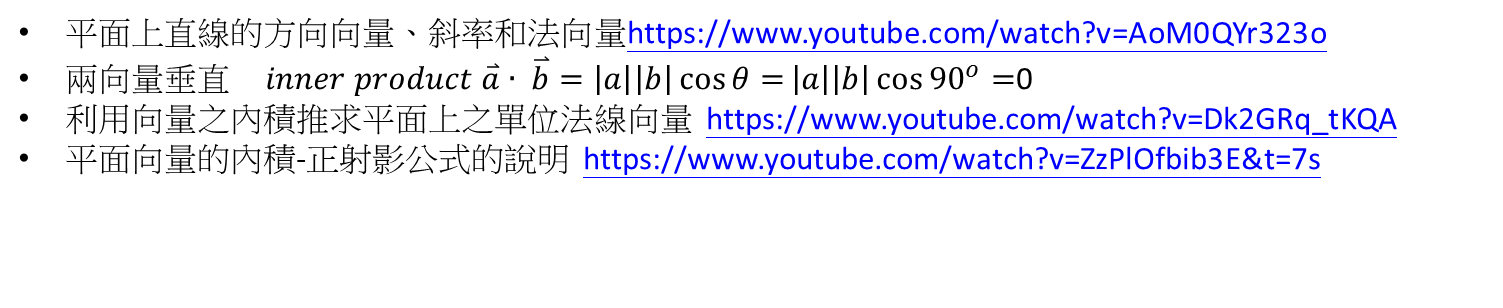 • 平面上直線的方向向量、斜率和法向量https://www.youtube.com/watch?v=AoM0QYr323o
• 兩向量垂直 inner product a⃗ · b⃗ = |a||b| cos θ = |a||b| cos 90° =0
• 利用向量之內積推求平面上之單位法線向量 https://www.youtube.com/watch?v=Dk2GRq_tKQA
• 平面向量的內積-正射影公式的說明 https://www.youtube.com/watch?v=ZzPlOfbib3E&t=7s